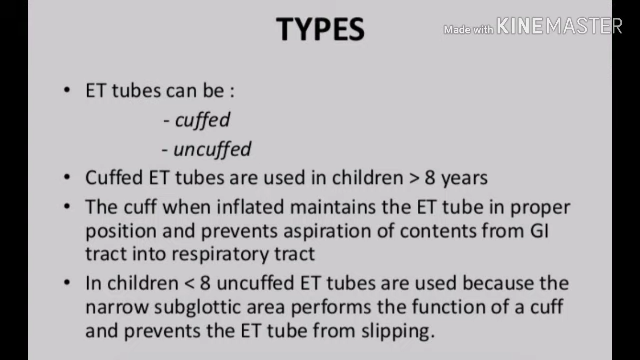 TYPES
Made with KINEMASTER
• ET tubes can be :
- cuffed
- uncuffed
• Cuffed ET tubes are used in children > 8 years
• The cuff when inflated maintains the ET tube in proper
position and prevents aspiration of contents from GI
tract into respiratory tract
• In children < 8 uncuffed ET tubes are used because the
narrow subglottic area performs the function of a cuff
and prevents the ET tube from slipping.